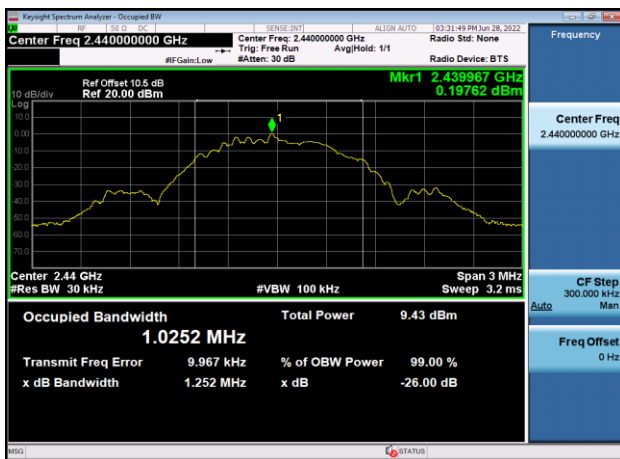 Keysight Spectrum Analyzer - Occupied BW
RF 50 Ω DC SENSE:INT ALIGN AUTO 03:31:49 PM Jun 28, 2022
Center Freq 2.440000000 GHz
Center Freq: 2.440000000 GHz
Radio Std: None
Trig: Free Run Avg|Hold: 1/1
#IFGain:Low #Atten: 30 dB Radio Device: BTS
Frequency
Ref Offset 10.5 dB
Mkr1 2.439967 GHz
10 dB/div Ref 20.00 dBm 0.19762 dBm
Log
10.0
0.00
-10.0
-20.0
-30.0
-40.0
-50.0
-60.0
-70.0
1
Center 2.44 GHz Span 3 MHz
#Res BW 30 kHz #VBW 100 kHz Sweep 3.2 ms
Occupied Bandwidth Total Power 9.43 dBm
1.0252 MHz
Transmit Freq Error 9.967 kHz % of OBW Power 99.00 %
x dB Bandwidth 1.252 MHz x dB -26.00 dB
Center Freq
2.440000000 GHz
CF Step
300.000 kHz
Auto Man
Freq Offset
0 Hz
MSG STATUS